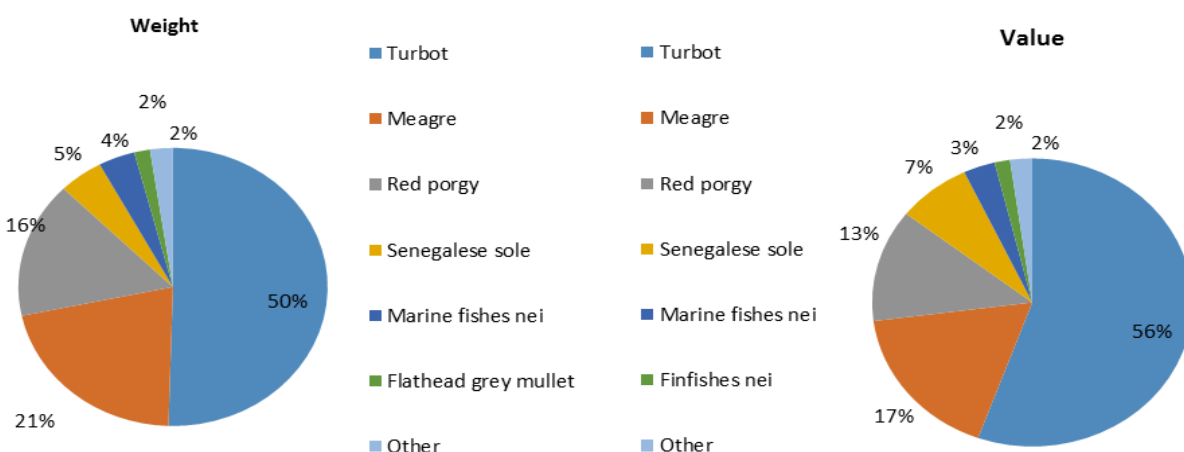 Weight
2%
2%
4%
5%
16%
50%
21%
Turbot
Meagre
Red porgy
Senegalese sole
Marine fishes nei
Flathead grey mullet
Other
Turbot
Meagre
Red porgy
Senegalese sole
Marine fishes nei
Finfishes nei
Other
Value
2%
2%
3%
7%
13%
56%
17%